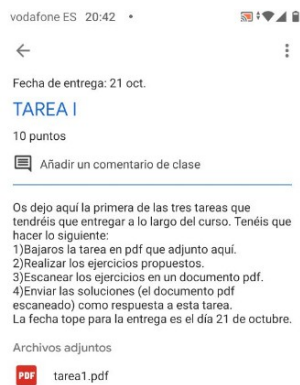 vodafone ES 20:42 •
Fecha de entrega: 21 oct.
TAREA I
10 puntos
Añadir un comentario de clase
Os dejo aquí la primera de las tres tareas que
tendréis que entregar a lo largo del curso. Tenéis que
hacer lo siguiente:
1)Bajaros la tarea en pdf que adjunto aquí.
2)Realizar los ejercicios propuestos.
3)Escanear los ejercicios en un documento pdf.
4)Enviar las soluciones (el documento pdf
escaneado) como respuesta a esta tarea.
La fecha tope para la entrega es el día 21 de octubre.
Archivos adjuntos
PDF tarea1.pdf